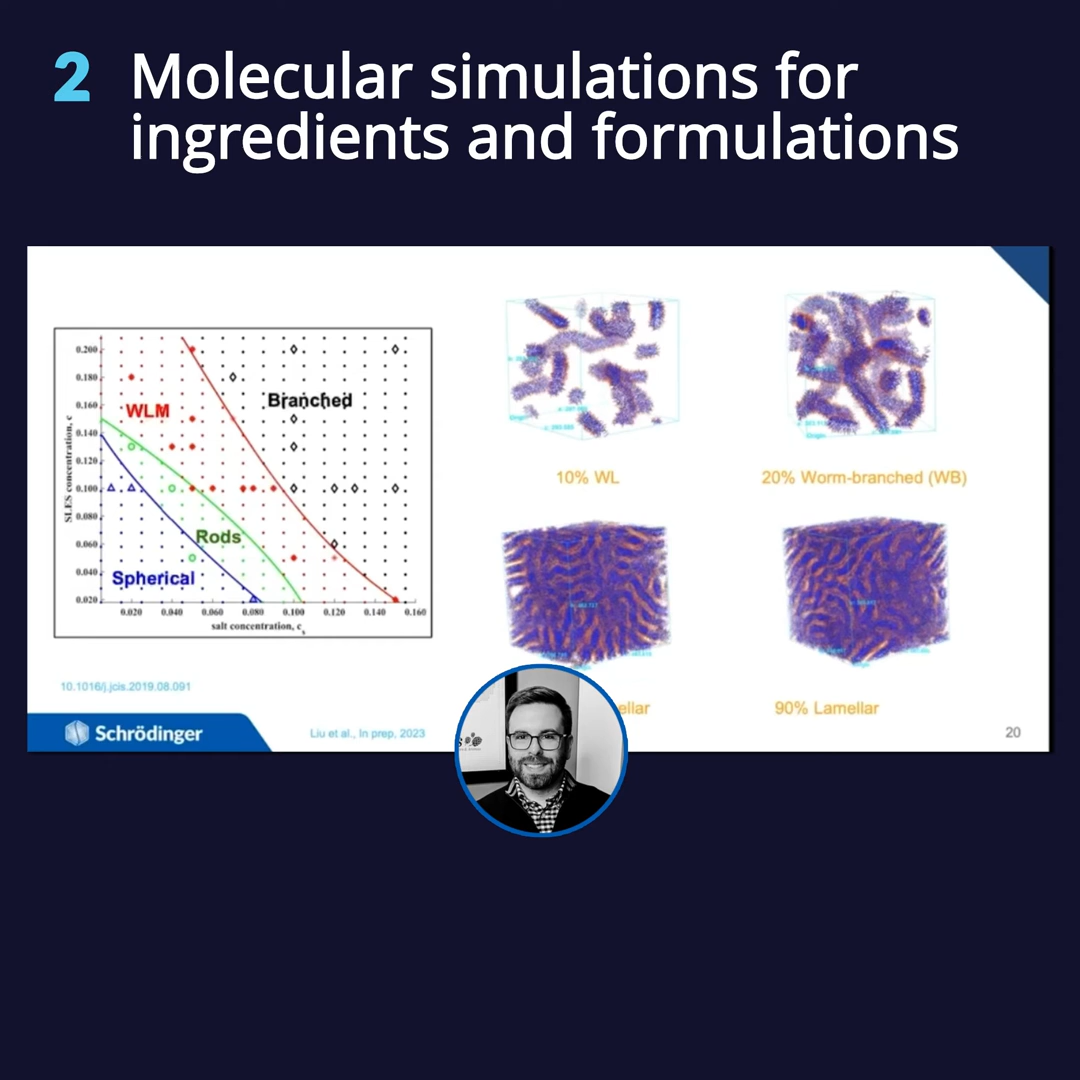 2 Molecular simulations for
ingredients and formulations
0.200
0.180
0.160
0.140
0.120
0.100
0.080
0.060
0.040
0.020
SLES concentration, c
WLM
Branched
Rods
Spherical
0.020 0.040 0.060 0.080 0.100 0.120 0.140 0.160
salt concentration, cs
10% WL
20% Worm-branched (WB)
ellar
90% Lamellar
10.1016/j.jcis.2019.08.091
Schrödinger
Liu et al., In prep, 2023
20